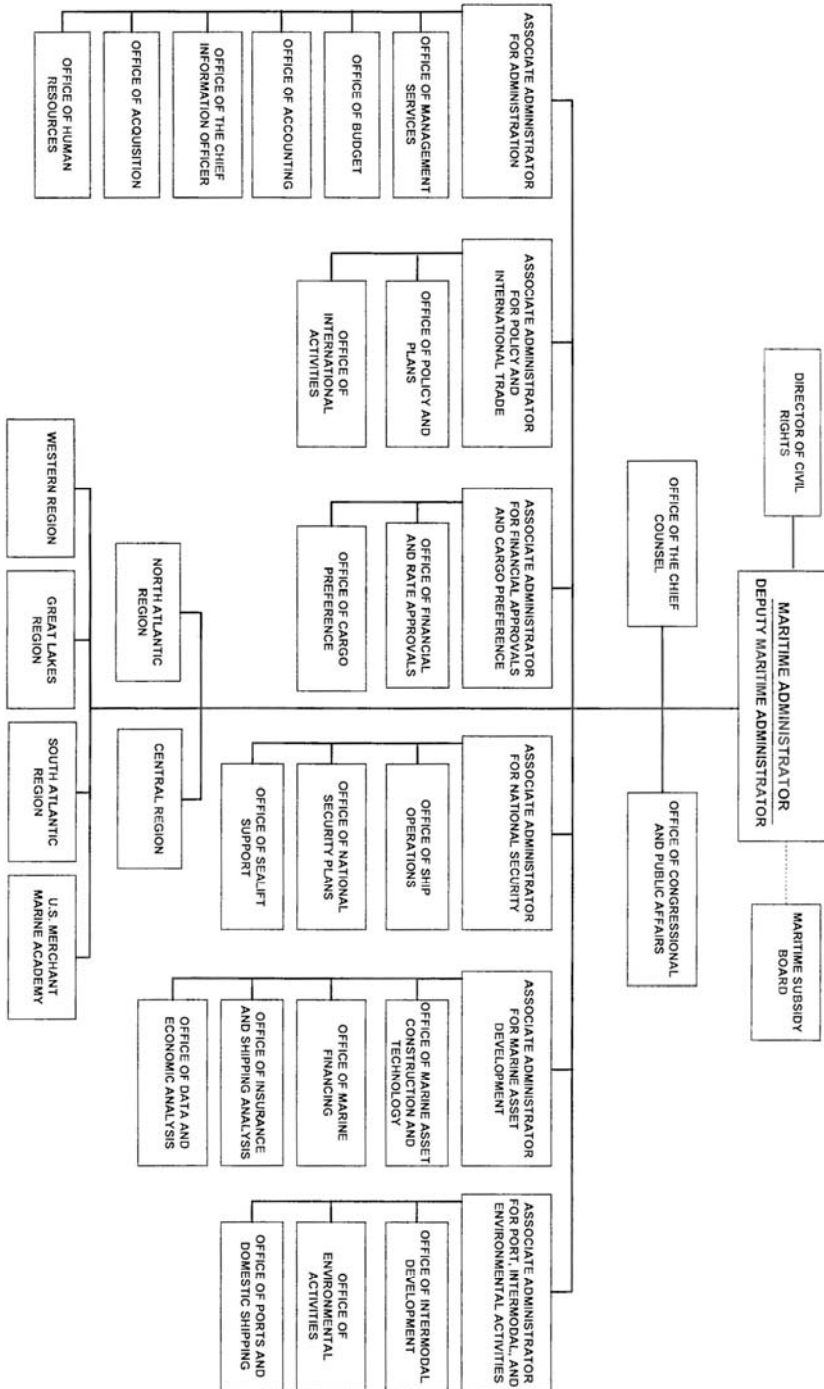 MARITIME ADMINISTRATOR
DEPUTY MARITIME ADMINISTRATOR
DIRECTOR OF CIVIL
RIGHTS
MARITIME SUBSIDY
BOARD
OFFICE OF THE CHIEF
COUNSEL
OFFICE OF CONGRESSIONAL
AND PUBLIC AFFAIRS
ASSOCIATE ADMINISTRATOR
FOR ADMINISTRATION
OFFICE OF MANAGEMENT
SERVICES
OFFICE OF BUDGET
OFFICE OF ACCOUNTING
OFFICE OF THE CHIEF
INFORMATION OFFICER
OFFICE OF ACQUISITION
OFFICE OF HUMAN
RESOURCES
ASSOCIATE ADMINISTRATOR
FOR POLICY AND
INTERNATIONAL TRADE
OFFICE OF POLICY AND
PLANS
OFFICE OF
INTERNATIONAL
ACTIVITIES
ASSOCIATE ADMINISTRATOR
FOR FINANCIAL APPROVALS
AND CARGO PREFERENCE
OFFICE OF FINANCIAL
AND RATE APPROVALS
OFFICE OF CARGO
PREFERENCE
ASSOCIATE ADMINISTRATOR
FOR NATIONAL SECURITY
OFFICE OF SHIP
OPERATIONS
OFFICE OF NATIONAL
SECURITY PLANS
OFFICE OF SEALIFT
SUPPORT
ASSOCIATE ADMINISTRATOR
FOR MARINE ASSET
DEVELOPMENT
OFFICE OF MARINE ASSET
CONSTRUCTION AND
TECHNOLOGY
OFFICE OF MARINE
FINANCING
OFFICE OF INSURANCE
AND SHIPPING ANALYSIS
OFFICE OF DATA AND
ECONOMIC ANALYSIS
ASSOCIATE ADMINISTRATOR
FOR PORT, INTERMODAL, AND
ENVIRONMENTAL ACTIVITIES
OFFICE OF INTERMODAL
DEVELOPMENT
OFFICE OF
ENVIRONMENTAL
ACTIVITIES
OFFICE OF PORTS AND
DOMESTIC SHIPPING
NORTH ATLANTIC
REGION
CENTRAL REGION
WESTERN REGION
GREAT LAKES
REGION
SOUTH ATLANTIC
REGION
U.S. MERCHANT
MARINE ACADEMY